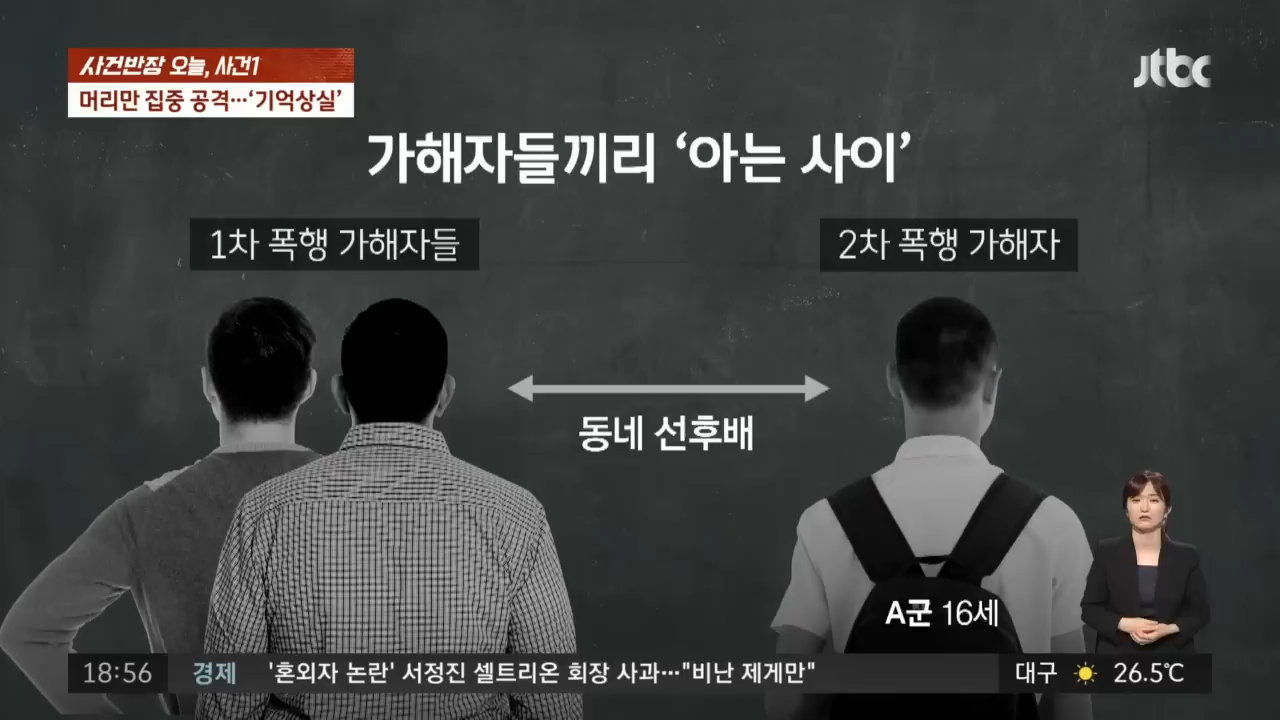 사건반장 오늘, 사건1
jtbc
머리만 집중 공격…‘기억상실’
가해자들끼리 ‘아는 사이’
1차 폭행 가해자들
2차 폭행 가해자
동네 선후배
A군 16세
18:56 경제 '혼외자 논란' 서정진 셀트리온 회장 사과…"비난 제게만" 대구 26.5℃